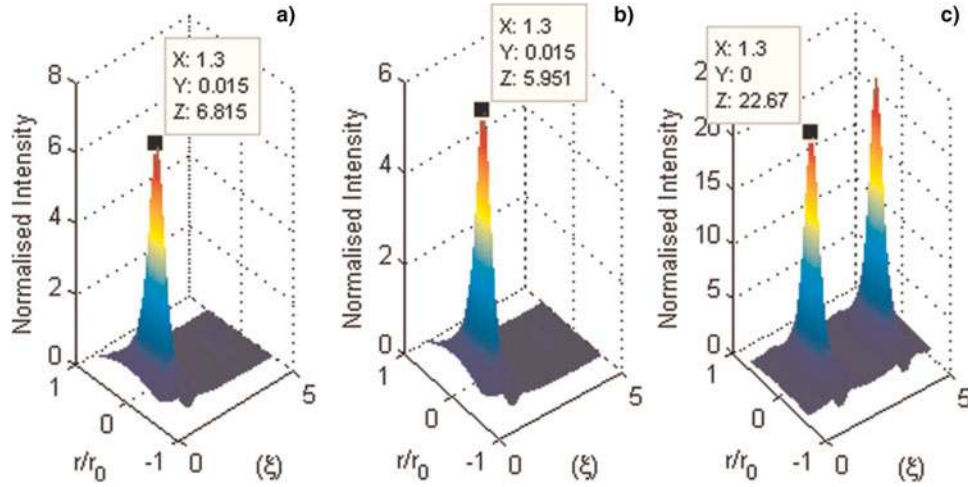 a)
X: 1.3
Y: 0.015
Z: 6.815
Normalised Intensity
8
6
4
2
0
1
0
-1
r/r0
0
5
(ξ)
b)
X: 1.3
Y: 0.015
Z: 5.951
Normalised Intensity
6
4
2
0
1
0
-1
r/r0
0
5
(ξ)
c)
X: 1.3
Y: 0
Z: 22.67
Normalised Intensity
2
20
15
10
5
0
1
0
-1
r/r0
0
5
(ξ)